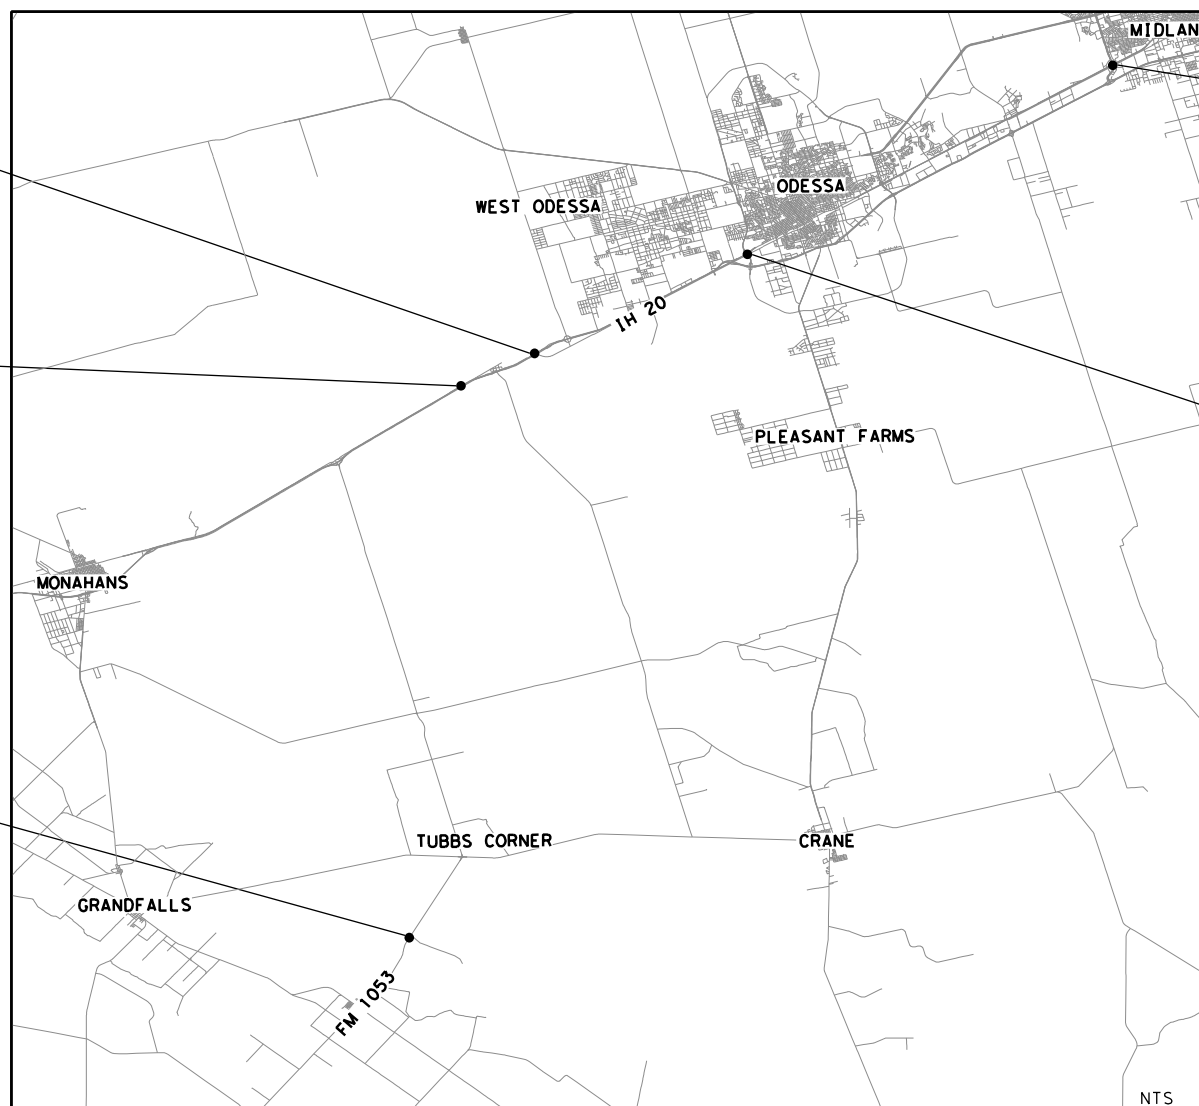 MIDLAN
ODESSA
WEST ODESSA
IH 20
PLEASANT FARMS
MONAHANS
TUBBS CORNER
CRANE
GRANDFALLS
FM 1053
NTS